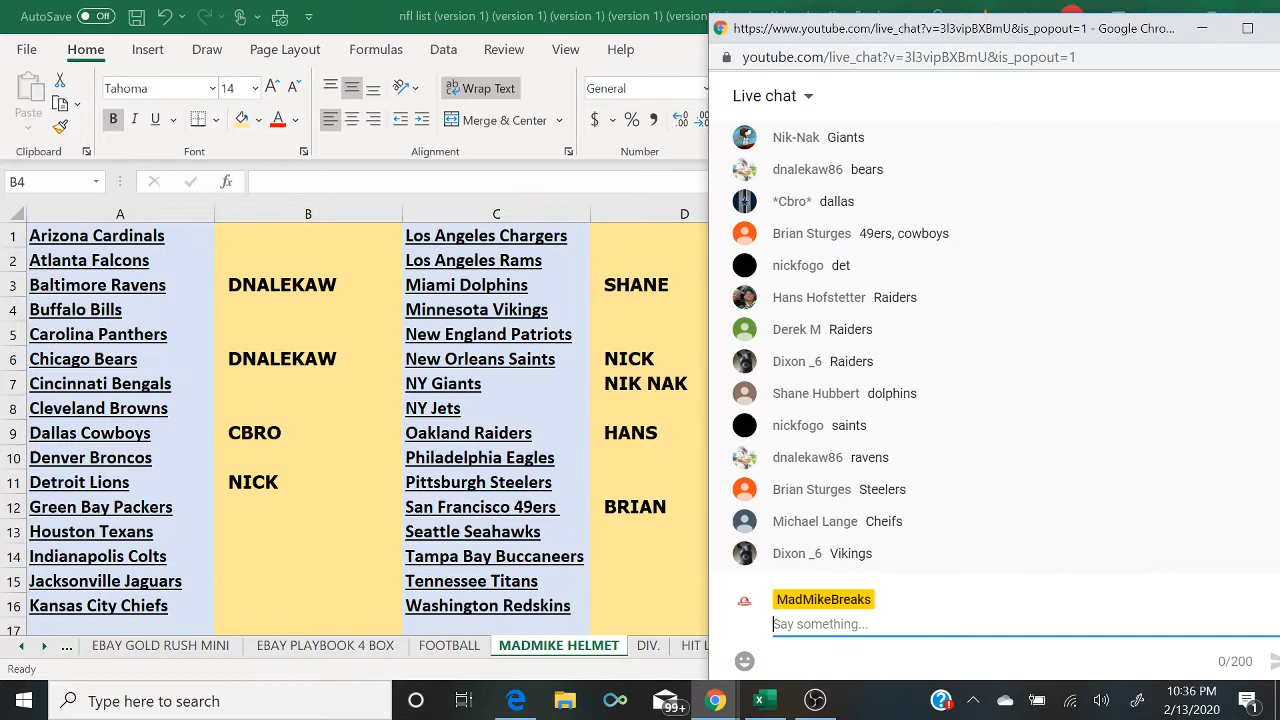 AutoSave Off nfl list (version 1) (version 1) (version 1) (version 1)
File Home Insert Draw Page Layout Formulas Data Review View Help
Paste
Tahoma 14
B I U A
Wrap Text
Merge & Center
General
$ % 9
Clipboard Font Alignment Number
B4 fx
A B C D
1 Arizona Cardinals Los Angeles Chargers
2 Atlanta Falcons Los Angeles Rams
3 Baltimore Ravens DNALEKAW Miami Dolphins SHANE
4 Buffalo Bills Minnesota Vikings
5 Carolina Panthers New England Patriots
6 Chicago Bears DNALEKAW New Orleans Saints NICK
7 Cincinnati Bengals NY Giants NIK NAK
8 Cleveland Browns NY Jets
9 Dallas Cowboys CBRO Oakland Raiders HANS
10 Denver Broncos Philadelphia Eagles
11 Detroit Lions NICK Pittsburgh Steelers
12 Green Bay Packers San Francisco 49ers BRIAN
13 Houston Texans Seattle Seahawks
14 Indianapolis Colts Tampa Bay Buccaneers
15 Jacksonville Jaguars Tennessee Titans
16 Kansas City Chiefs Washington Redskins
17
... EBAY GOLD RUSH MINI EBAY PLAYBOOK 4 BOX FOOTBALL MADMIKE HELMET DIV. HIT L
Ready
https://www.youtube.com/live_chat?v=3l3vipBXBmU&is_popout=1 - Google Chro...
youtube.com/live_chat?v=3l3vipBXBmU&is_popout=1
Live chat
Nik-Nak Giants
dnalekaw86 bears
*Cbro* dallas
Brian Sturges 49ers, cowboys
nickfogo det
Hans Hofstetter Raiders
Derek M Raiders
Dixon _6 Raiders
Shane Hubbert dolphins
nickfogo saints
dnalekaw86 ravens
Brian Sturges Steelers
Michael Lange Cheifs
Dixon _6 Vikings
MadMikeBreaks
Say something...
0/200
Type here to search
99+
10:36 PM
2/13/2020
1